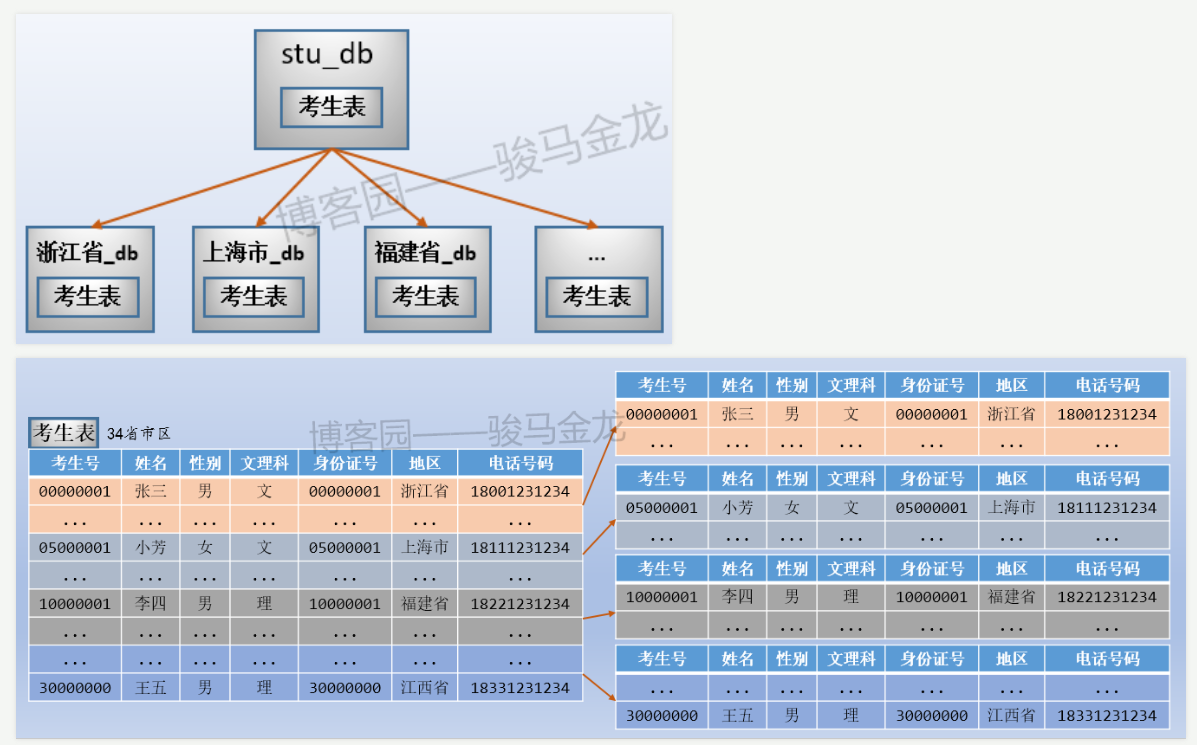 stu_db
考生表
博客园——骏马金龙
浙江省_db 上海市_db 福建省_db ...
考生表 考生表 考生表 考生表
考生表 34省市区
博客园——骏马金龙
考生号 姓名 性别 文理科 身份证号 地区 电话号码
00000001 张三 男 文 00000001 浙江省 18001231234
... ... ... ... ... ... ...
05000001 小芳 女 文 05000001 上海市 18111231234
... ... ... ... ... ... ...
10000001 李四 男 理 10000001 福建省 18221231234
... ... ... ... ... ... ...
... ... ... ... ... ... ...
30000000 王五 男 理 30000000 江西省 18331231234
考生号 姓名 性别 文理科 身份证号 地区 电话号码
00000001 张三 男 文 00000001 浙江省 18001231234
... ... ... ... ... ... ...
考生号 姓名 性别 文理科 身份证号 地区 电话号码
05000001 小芳 女 文 05000001 上海市 18111231234
... ... ... ... ... ... ...
考生号 姓名 性别 文理科 身份证号 地区 电话号码
10000001 李四 男 理 10000001 福建省 18221231234
... ... ... ... ... ... ...
考生号 姓名 性别 文理科 身份证号 地区 电话号码
... ... ... ... ... ... ...
30000000 王五 男 理 30000000 江西省 18331231234